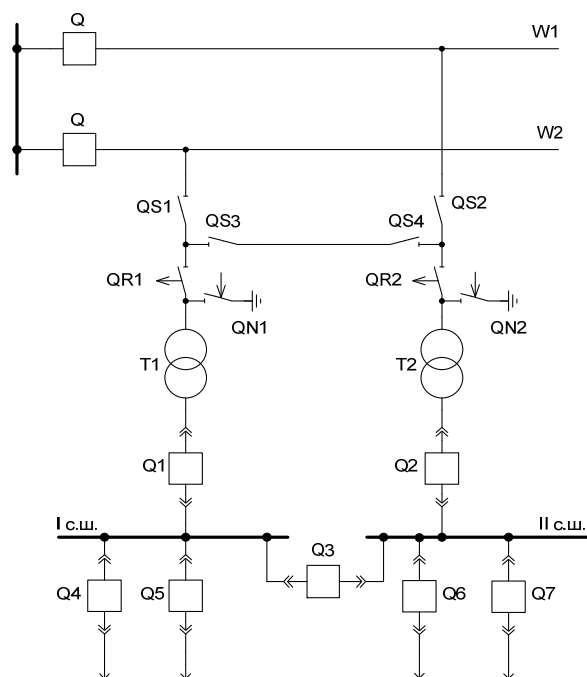 Q
W1
Q
W2
QS1
QS3
QS4
QS2
QR1
QN1
QR2
QN2
T1
T2
Q1
Q2
I с.ш.
II с.ш.
Q3
Q4
Q5
Q6
Q7